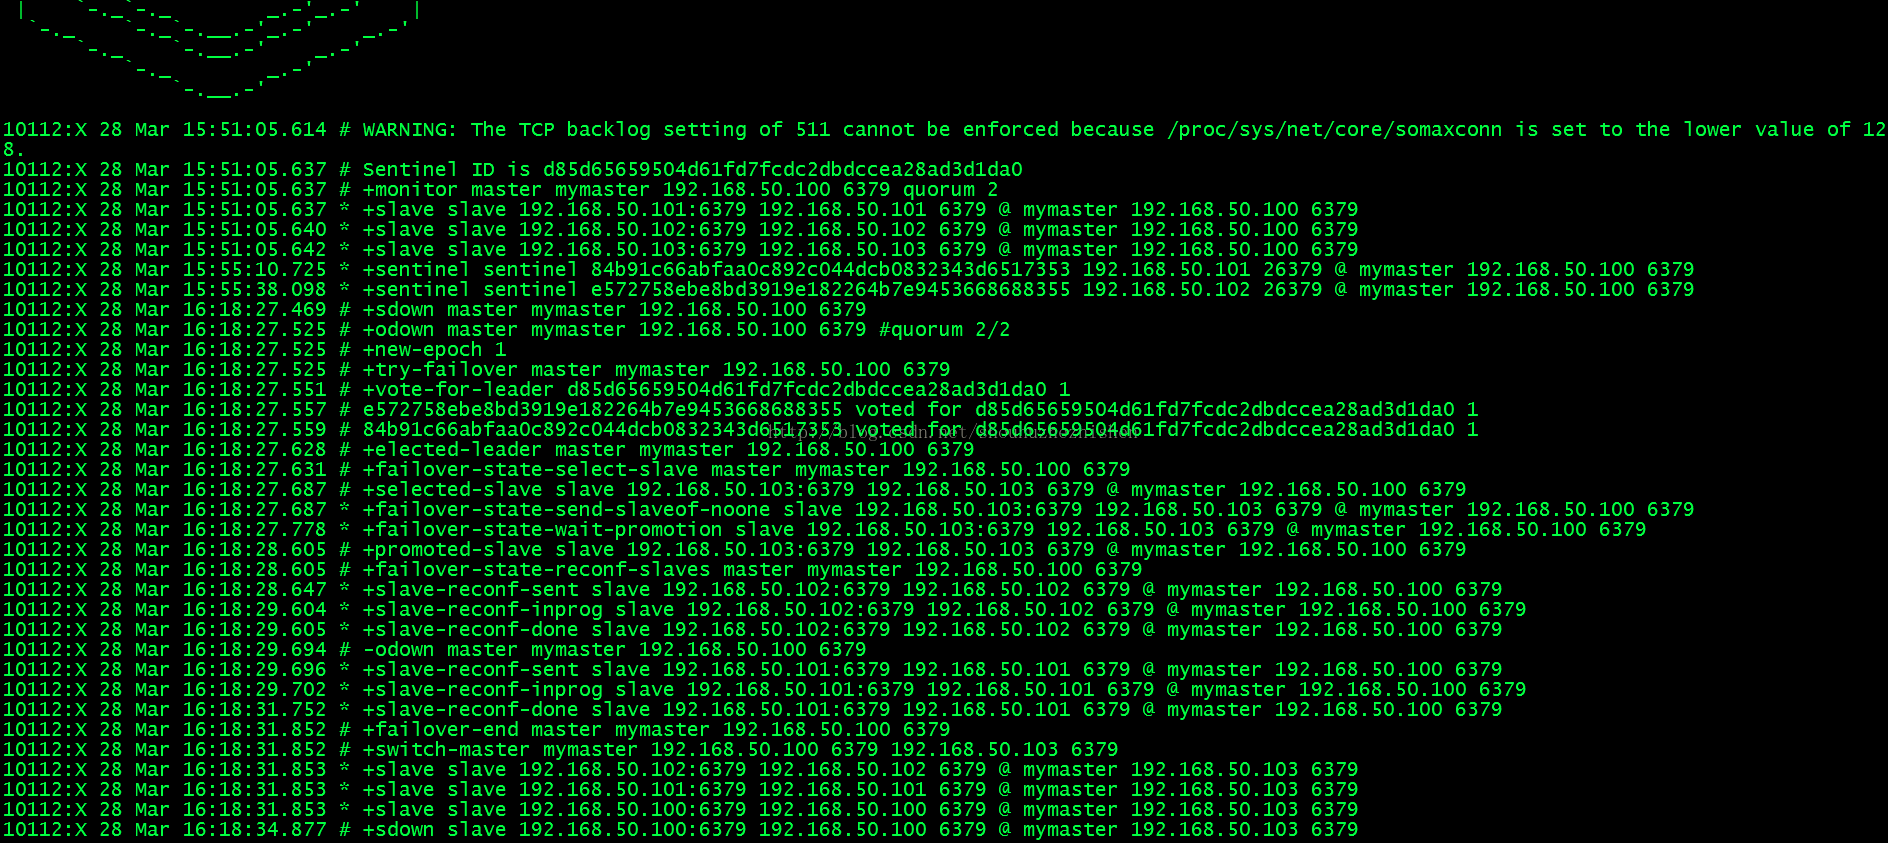 10112:X 28 Mar 15:51:05.614 # WARNING: The TCP backlog setting of 511 cannot be enforced because /proc/sys/net/core/somaxconn is set to the lower value of 12
8.
10112:X 28 Mar 15:51:05.637 # Sentinel ID is d85d65659504d61fd7fcdc2dbdccea28ad3d1da0
10112:X 28 Mar 15:51:05.637 # +monitor master mymaster 192.168.50.100 6379 quorum 2
10112:X 28 Mar 15:51:05.637 * +slave slave 192.168.50.101:6379 192.168.50.101 6379 @ mymaster 192.168.50.100 6379
10112:X 28 Mar 15:51:05.640 * +slave slave 192.168.50.102:6379 192.168.50.102 6379 @ mymaster 192.168.50.100 6379
10112:X 28 Mar 15:51:05.642 * +slave slave 192.168.50.103:6379 192.168.50.103 6379 @ mymaster 192.168.50.100 6379
10112:X 28 Mar 15:55:10.725 * +sentinel sentinel 84b91c66abfaa0c892c044dcb0832343d6517353 192.168.50.101 26379 @ mymaster 192.168.50.100 6379
10112:X 28 Mar 15:55:38.098 * +sentinel sentinel e572758ebe8bd3919e182264b7e9453668688355 192.168.50.102 26379 @ mymaster 192.168.50.100 6379
10112:X 28 Mar 16:18:27.469 # +sdown master mymaster 192.168.50.100 6379
10112:X 28 Mar 16:18:27.525 # +odown master mymaster 192.168.50.100 6379 #quorum 2/2
10112:X 28 Mar 16:18:27.525 # +new-epoch 1
10112:X 28 Mar 16:18:27.525 # +try-failover master mymaster 192.168.50.100 6379
10112:X 28 Mar 16:18:27.551 # +vote-for-leader d85d65659504d61fd7fcdc2dbdccea28ad3d1da0 1
10112:X 28 Mar 16:18:27.557 # e572758ebe8bd3919e182264b7e9453668688355 voted for d85d65659504d61fd7fcdc2dbdccea28ad3d1da0 1
10112:X 28 Mar 16:18:27.559 # 84b91c66abfaa0c892c044dcb0832343d6517353 voted for d85d65659504d61fd7fcdc2dbdccea28ad3d1da0 1
10112:X 28 Mar 16:18:27.628 # +elected-leader master mymaster 192.168.50.100 6379
10112:X 28 Mar 16:18:27.631 # +failover-state-select-slave master mymaster 192.168.50.100 6379
10112:X 28 Mar 16:18:27.687 # +selected-slave slave 192.168.50.103:6379 192.168.50.103 6379 @ mymaster 192.168.50.100 6379
10112:X 28 Mar 16:18:27.687 * +failover-state-send-slaveof-noone slave 192.168.50.103:6379 192.168.50.103 6379 @ mymaster 192.168.50.100 6379
10112:X 28 Mar 16:18:27.778 * +failover-state-wait-promotion slave 192.168.50.103:6379 192.168.50.103 6379 @ mymaster 192.168.50.100 6379
10112:X 28 Mar 16:18:28.605 # +promoted-slave slave 192.168.50.103:6379 192.168.50.103 6379 @ mymaster 192.168.50.100 6379
10112:X 28 Mar 16:18:28.605 # +failover-state-reconf-slaves master mymaster 192.168.50.100 6379
10112:X 28 Mar 16:18:28.647 * +slave-reconf-sent slave 192.168.50.102:6379 192.168.50.102 6379 @ mymaster 192.168.50.100 6379
10112:X 28 Mar 16:18:29.604 * +slave-reconf-inprog slave 192.168.50.102:6379 192.168.50.102 6379 @ mymaster 192.168.50.100 6379
10112:X 28 Mar 16:18:29.605 * +slave-reconf-done slave 192.168.50.102:6379 192.168.50.102 6379 @ mymaster 192.168.50.100 6379
10112:X 28 Mar 16:18:29.694 # -odown master mymaster 192.168.50.100 6379
10112:X 28 Mar 16:18:29.696 * +slave-reconf-sent slave 192.168.50.101:6379 192.168.50.101 6379 @ mymaster 192.168.50.100 6379
10112:X 28 Mar 16:18:29.702 * +slave-reconf-inprog slave 192.168.50.101:6379 192.168.50.101 6379 @ mymaster 192.168.50.100 6379
10112:X 28 Mar 16:18:31.752 * +slave-reconf-done slave 192.168.50.101:6379 192.168.50.101 6379 @ mymaster 192.168.50.100 6379
10112:X 28 Mar 16:18:31.852 # +failover-end master mymaster 192.168.50.100 6379
10112:X 28 Mar 16:18:31.852 # +switch-master mymaster 192.168.50.100 6379 192.168.50.103 6379
10112:X 28 Mar 16:18:31.853 * +slave slave 192.168.50.102:6379 192.168.50.102 6379 @ mymaster 192.168.50.103 6379
10112:X 28 Mar 16:18:31.853 * +slave slave 192.168.50.101:6379 192.168.50.101 6379 @ mymaster 192.168.50.103 6379
10112:X 28 Mar 16:18:31.853 * +slave slave 192.168.50.100:6379 192.168.50.100 6379 @ mymaster 192.168.50.103 6379
10112:X 28 Mar 16:18:34.877 # +sdown slave 192.168.50.100:6379 192.168.50.100 6379 @ mymaster 192.168.50.103 6379